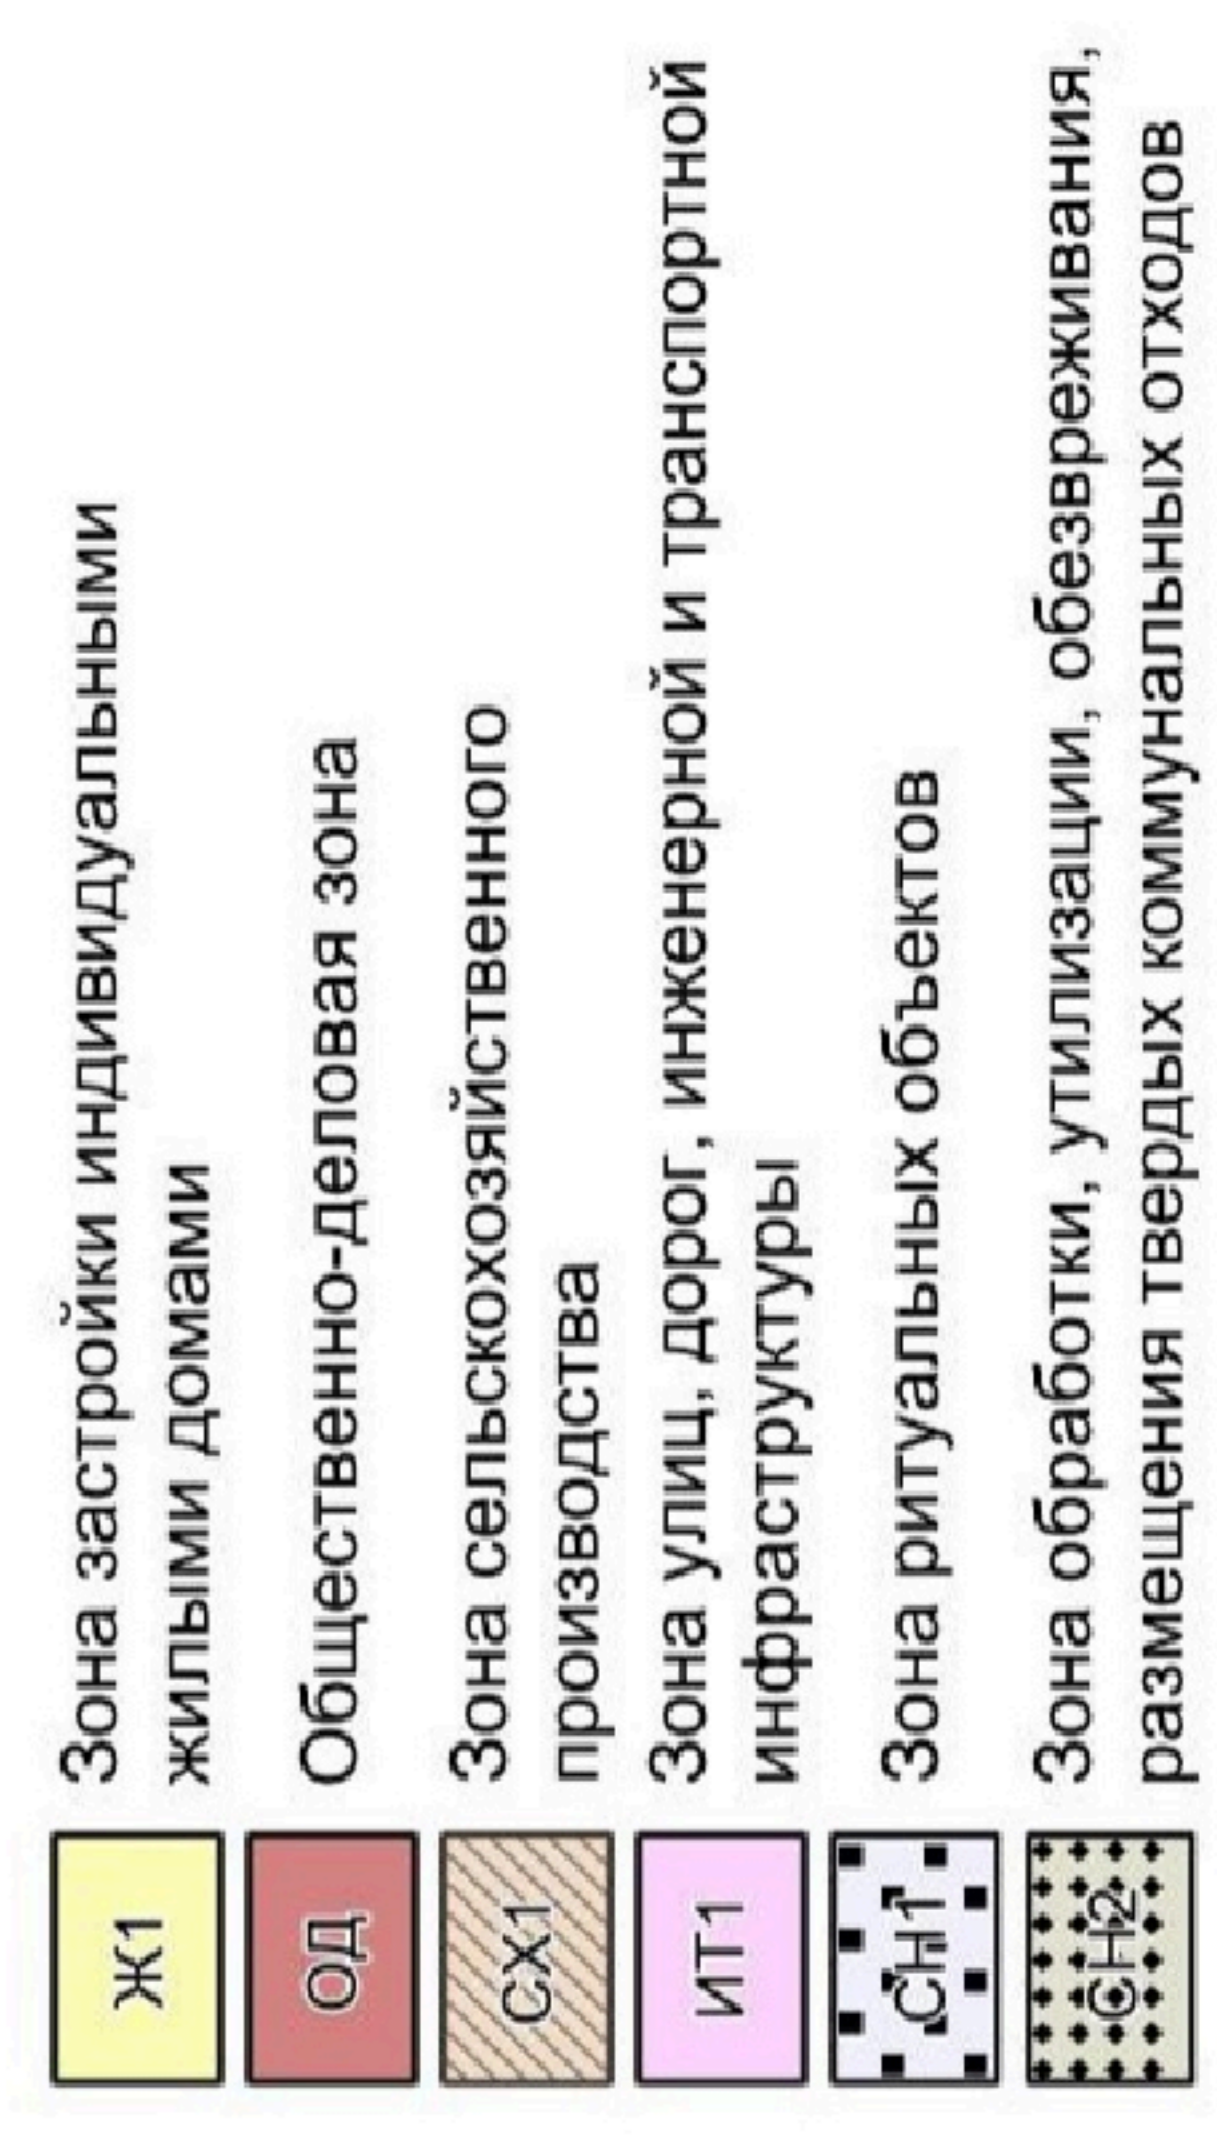 Ж1
Зона застройки индивидуальными
жилыми домами
ОД
Общественно-деловая зона
СХ1
Зона сельскохозяйственного
производства
ИТ1
Зона улиц, дорог, инженерной и транспортной
инфраструктуры
СН1
Зона ритуальных объектов
СН2
Зона обработки, утилизации, обезвреживания,
размещения твердых коммунальных отходов